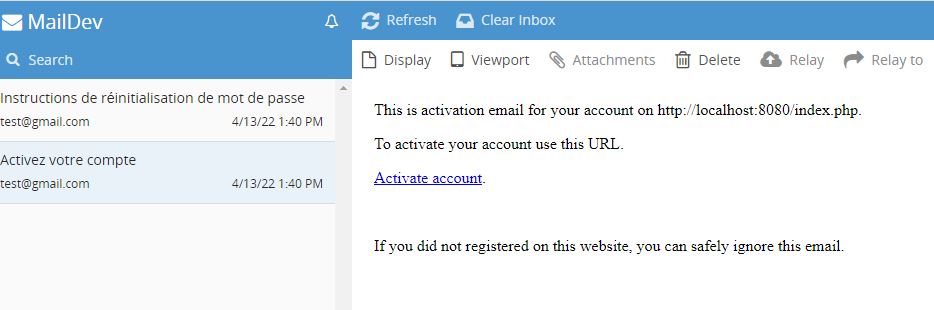 MailDev
Search
Instructions de réinitialisation de mot de passe
test@gmail.com 4/13/22 1:40 PM
Activez votre compte
test@gmail.com 4/13/22 1:40 PM
Refresh Clear Inbox
Display Viewport Attachments Delete Relay Relay to
This is activation email for your account on http://localhost:8080/index.php.
To activate your account use this URL.
Activate account.
If you did not registered on this website, you can safely ignore this email.